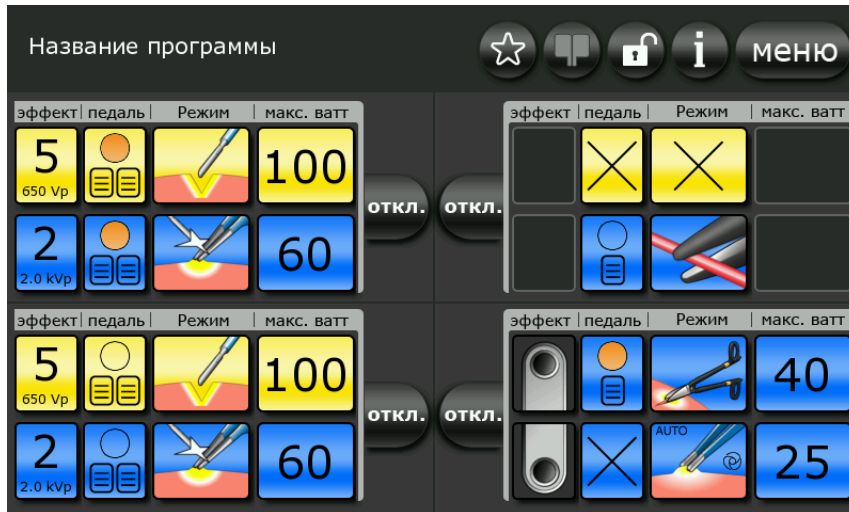 Название программы
i
меню
эффект педаль Режим макс. ватт
5
650 Vp
100
2
2.0 kVp
60
откл.
эффект педаль Режим макс. ватт
откл.
эффект педаль Режим макс. ватт
5
650 Vp
100
2
2.0 kVp
60
откл.
эффект педаль Режим макс. ватт
40
AUTO
25
откл.